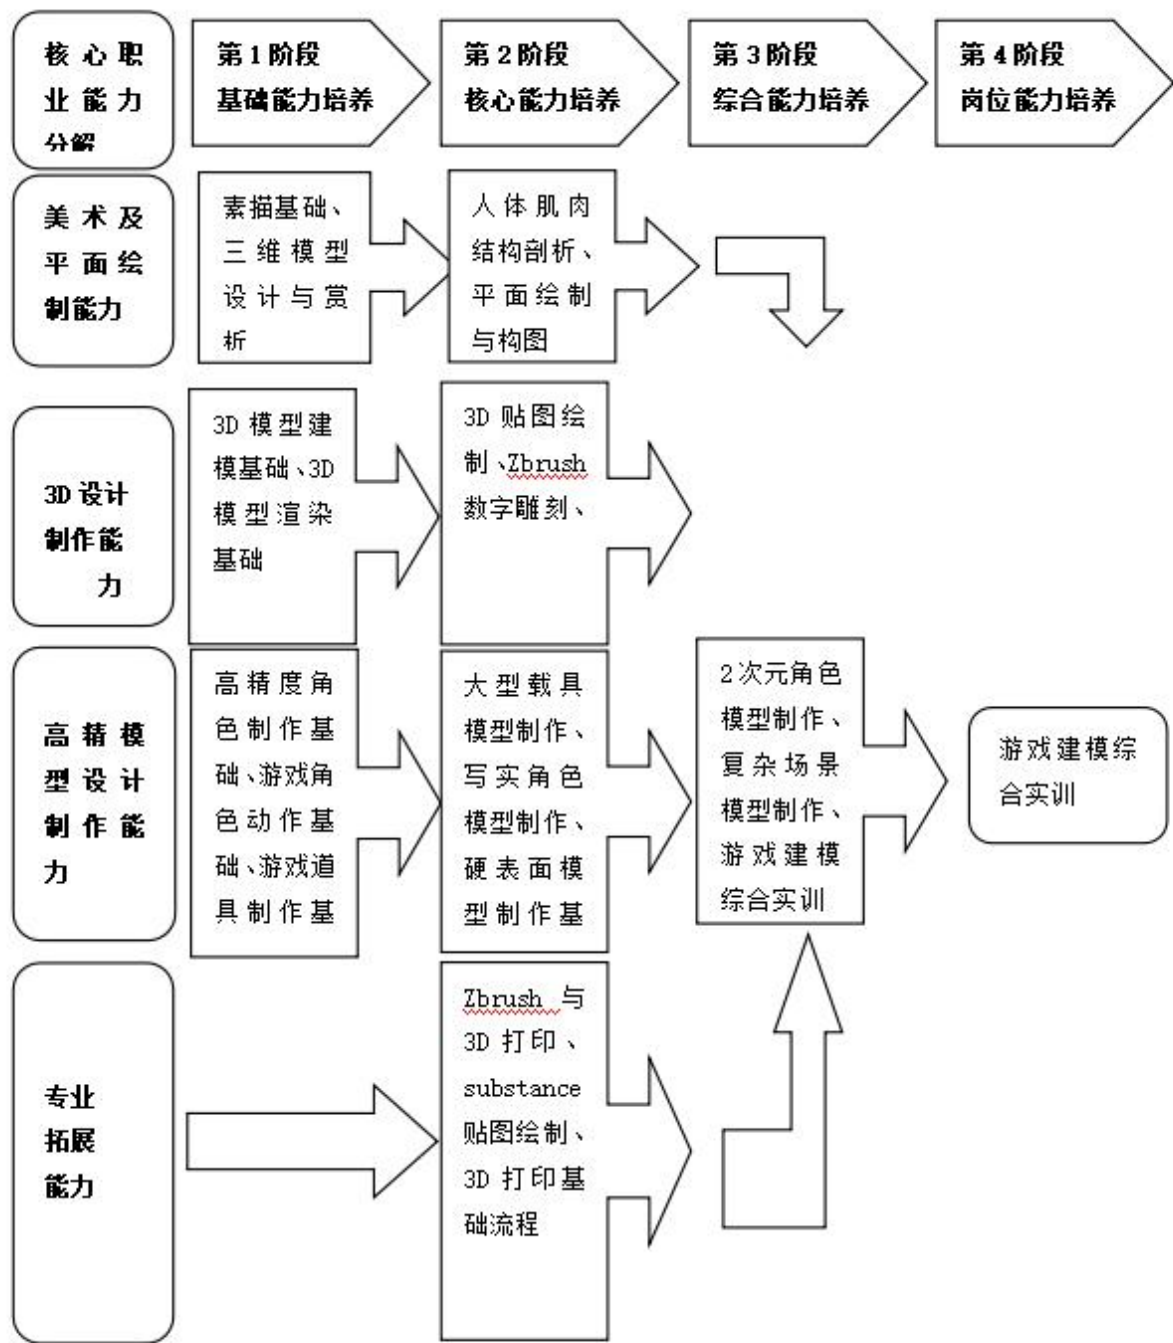 核心职
业能力
分解
第1阶段
基础能力培养
第2阶段
核心能力培养
第3阶段
综合能力培养
第4阶段
岗位能力培养
美术及
平面绘
制能力
素描基础、
三维模型
设计与赏
析
人体肌肉
结构剖析、
平面绘制
与构图
3D设计
制作能
力
3D模型建
模基础、3D
模型渲染
基础
3D贴图绘
制、Zbrush
数字雕刻、
高精模
型设计
制作能
力
高精度角
色制作基
础、游戏角
色动作基
础、游戏道
具制作基
大型载具
模型制作、
写实角色
模型制作、
硬表面模
型制作基
2次元角色
模型制作、
复杂场景
模型制作、
游戏建模
综合实训
游戏建模综
合实训
专业
拓展
能力
Zbrush 与
3D打印、
substance
贴图绘制、
3D打印基
础流程